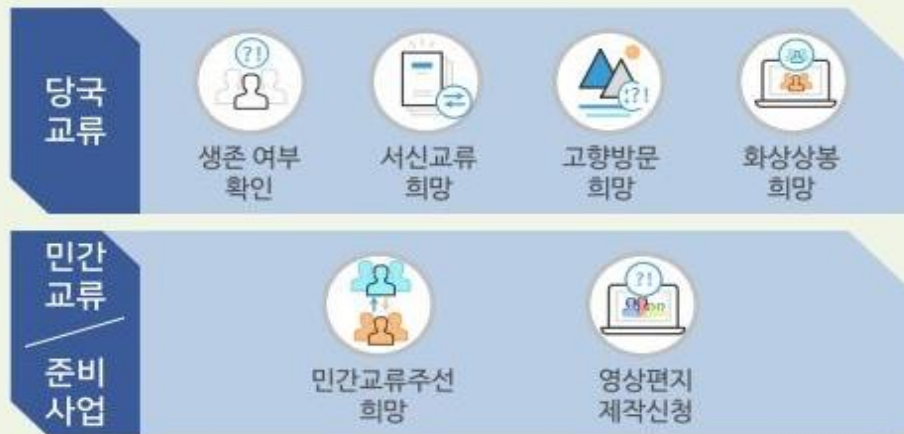 당국
교류
생존 여부
확인
서신교류
희망
고향방문
희망
화상상봉
희망
민간
교류
준비
사업
민간교류주선
희망
영상편지
제작신청